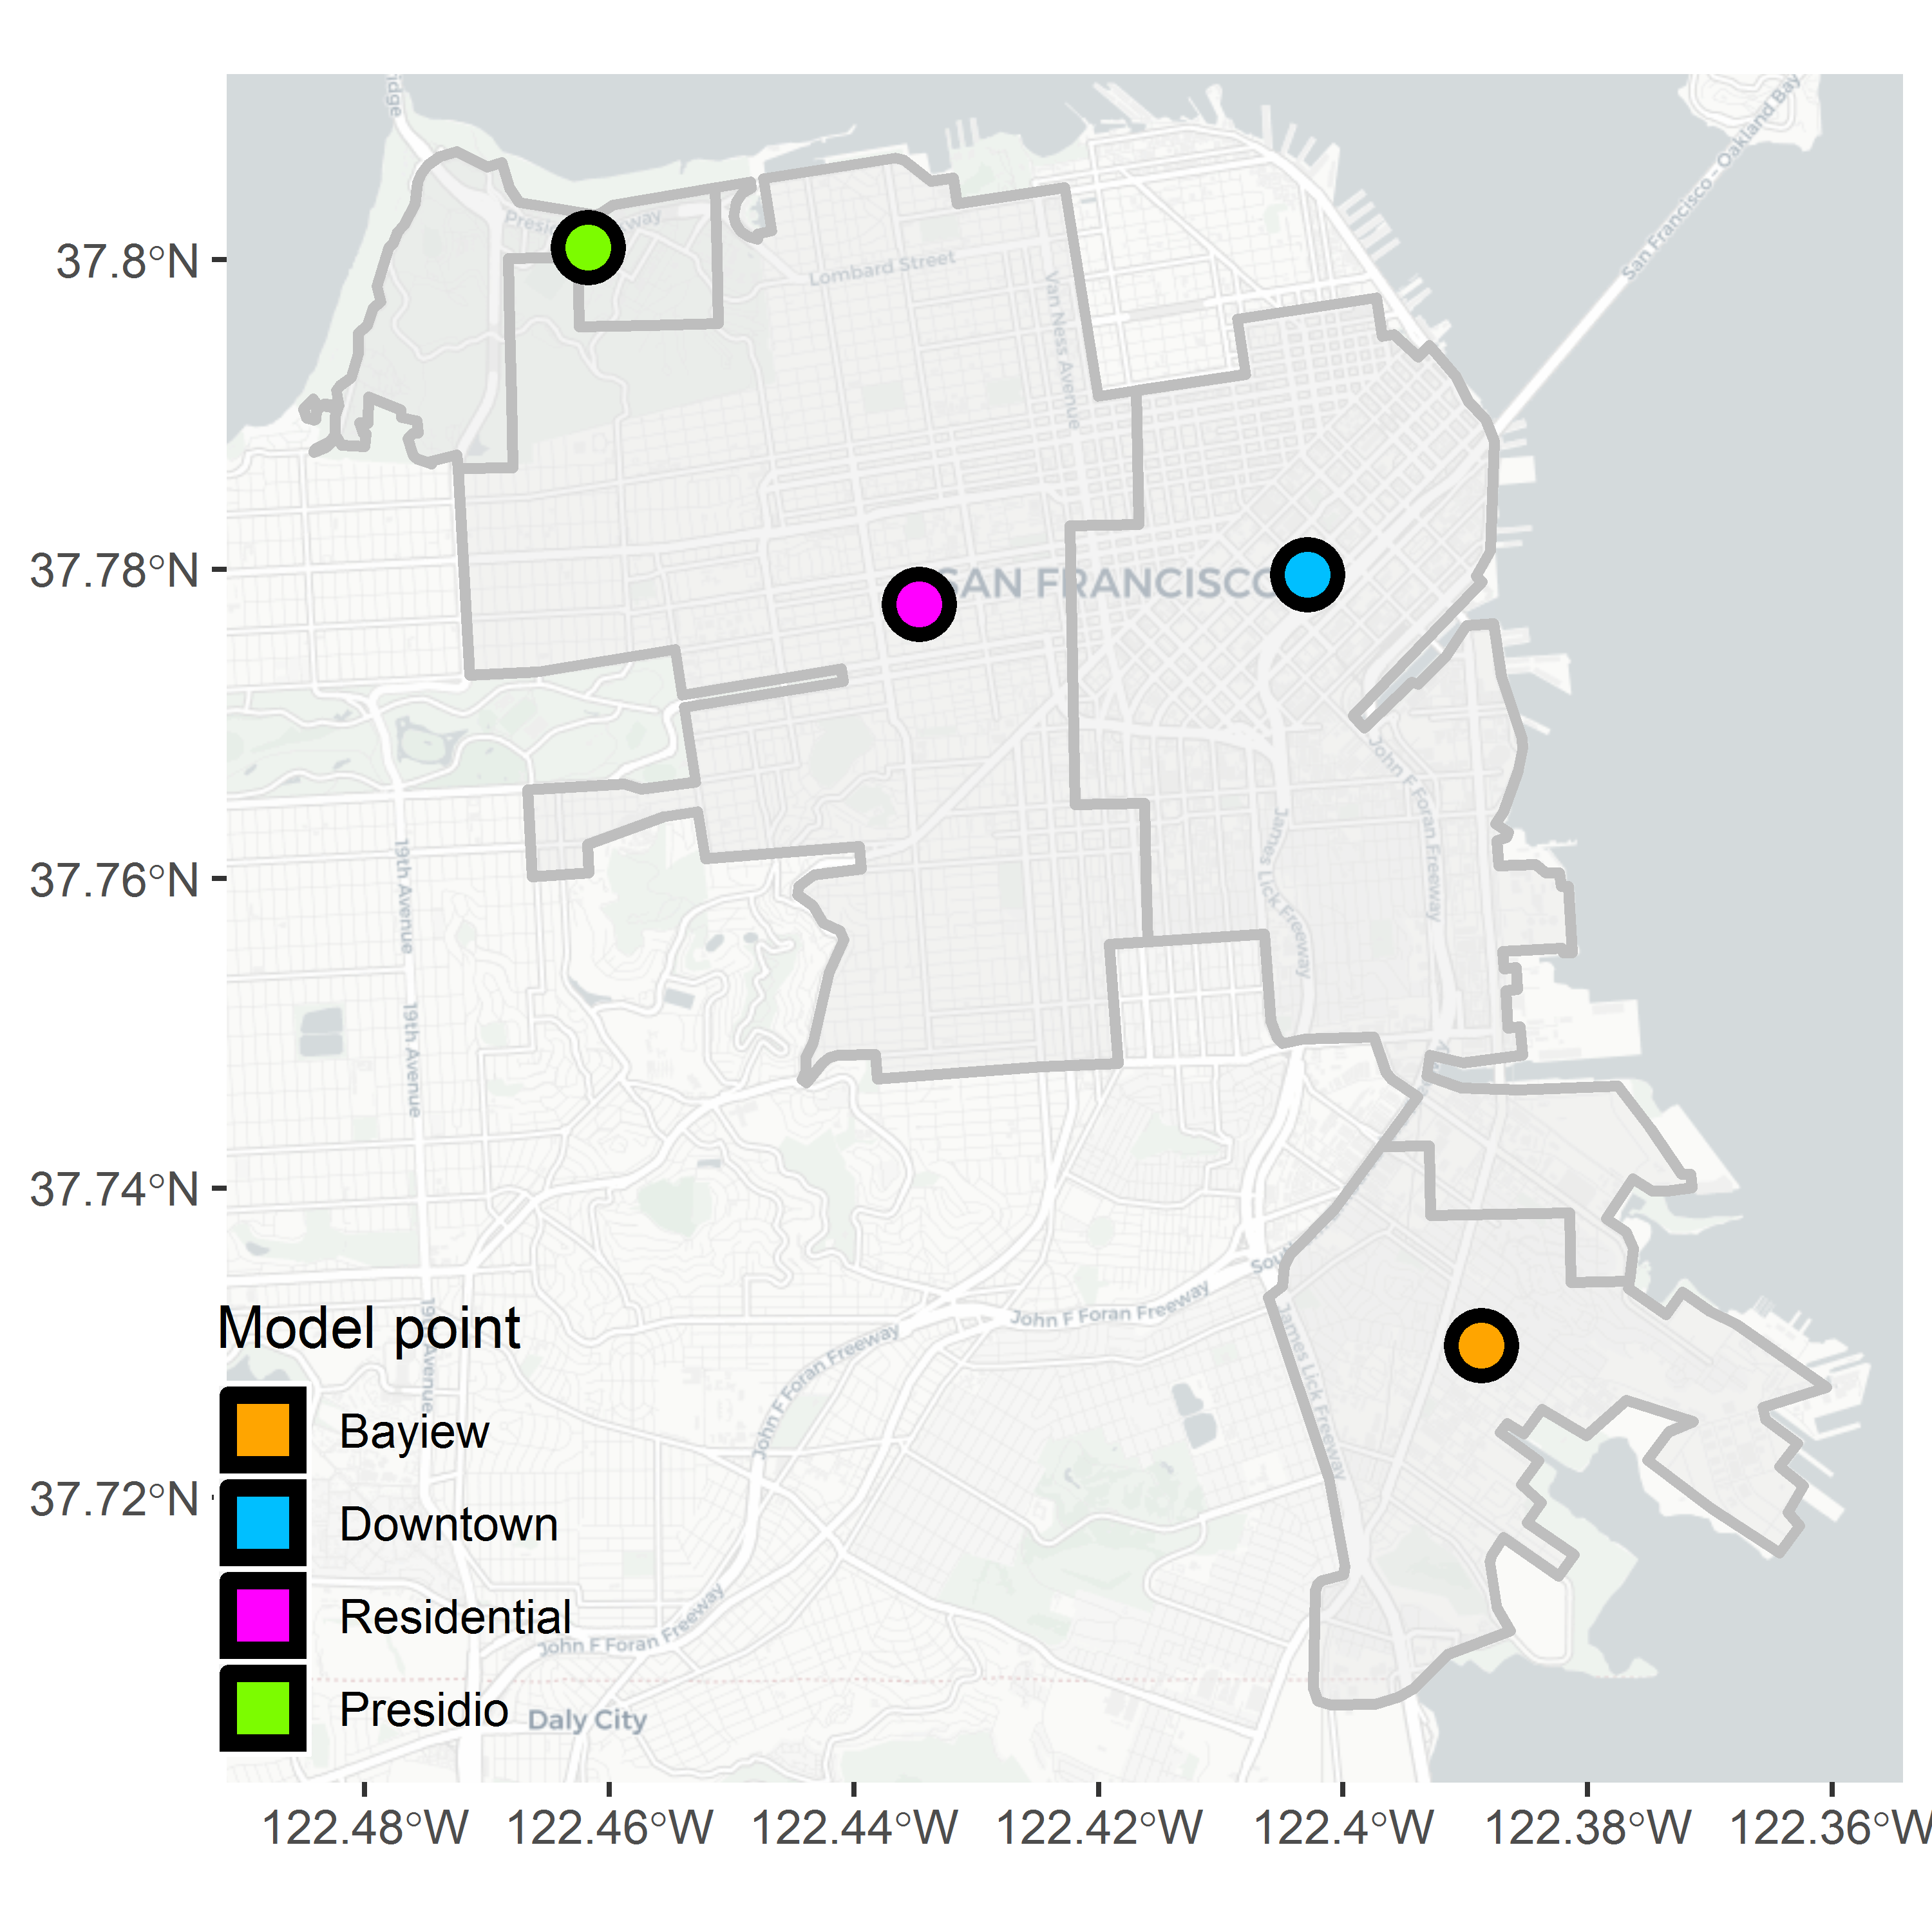 San Francisco - Oakland Bay
Lombard Street
Van Ness Avenue
37.8°N
37.78°N
37.76°N
37.74°N
37.72°N
SAN FRANCISCO
John F Foran Freeway
James Lick Freeway
19th Avenue
19th Avenue
John F Foran Freeway
John F Foran Freeway
James Lick Freeway
John F Foran Freeway
Daly City
Model point
Bayiew
Downtown
Residential
Presidio
122.48°W
122.46°W
122.44°W
122.42°W
122.4°W
122.38°W
122.36°W